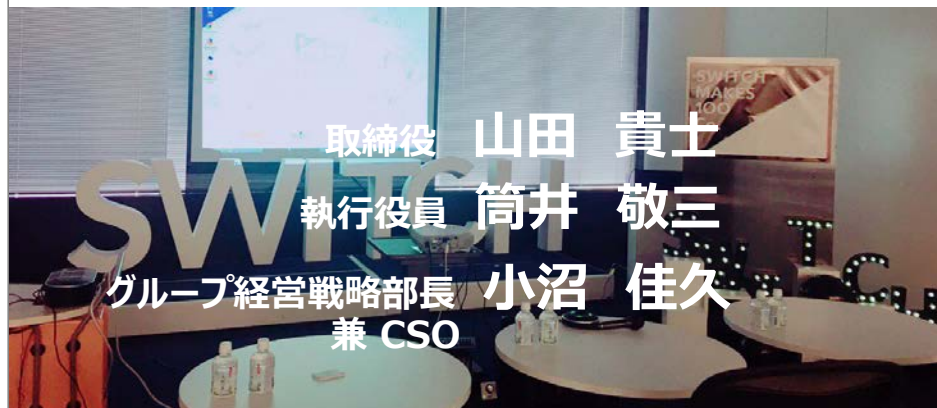 SWITCH
MAKES
100
取締役 山田 貴士
SWITCH
執行役員 筒井 敬三
SWITCH
グループ経営戦略部長 小沼 佳久
兼 CSO